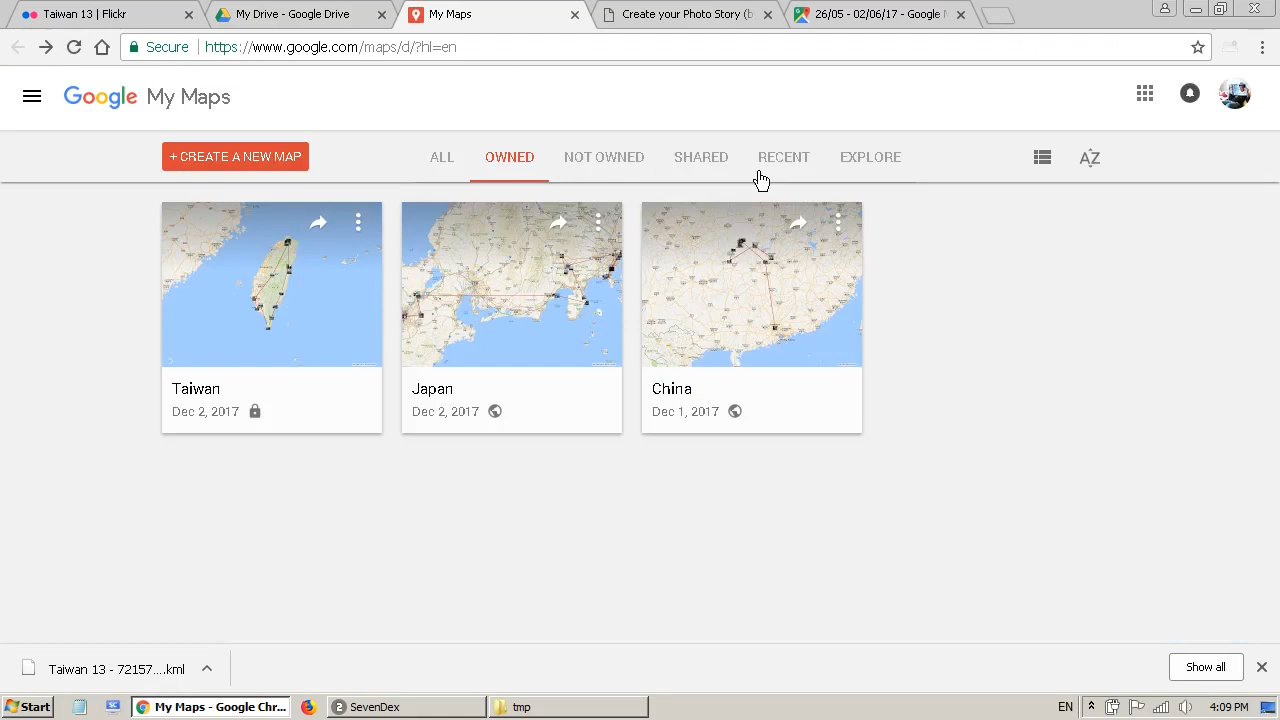 Taiwan 13 | Flickr
My Drive - Google Drive
My Maps
Create your Photo Story (b
26/05 - 02/06/17 - Google M
Secure
https://www.google.com/maps/d/?hl=en
Google My Maps
+ CREATE A NEW MAP
ALL
OWNED
NOT OWNED
SHARED
RECENT
EXPLORE
AZ
Taiwan
Dec 2, 2017
Japan
Dec 2, 2017
China
Dec 1, 2017
Taiwan 13 - 72157....kml
Show all
Start
My Maps - Google Chr...
SevenDex
tmp
EN
4:09 PM